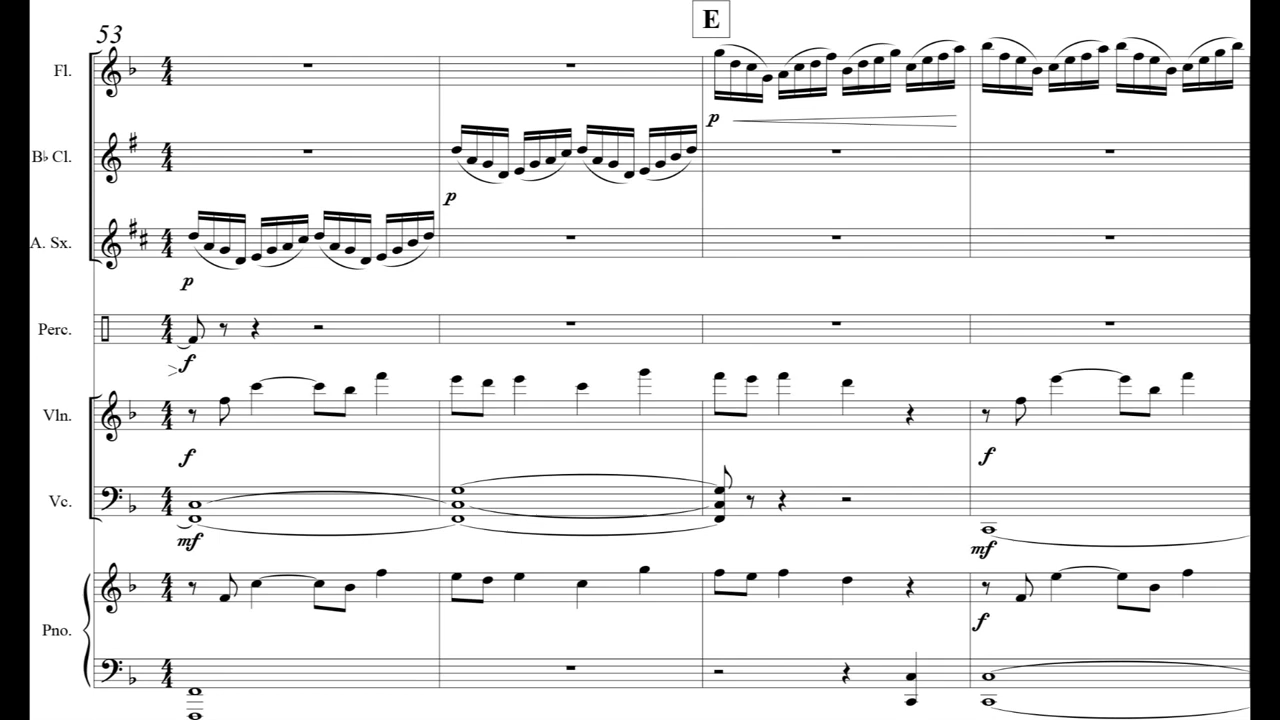 53
E
Fl.
p
B♭ Cl.
p
A. Sx.
p
Perc.
f
Vln.
f
f
Vc.
mf
mf
Pno.
f